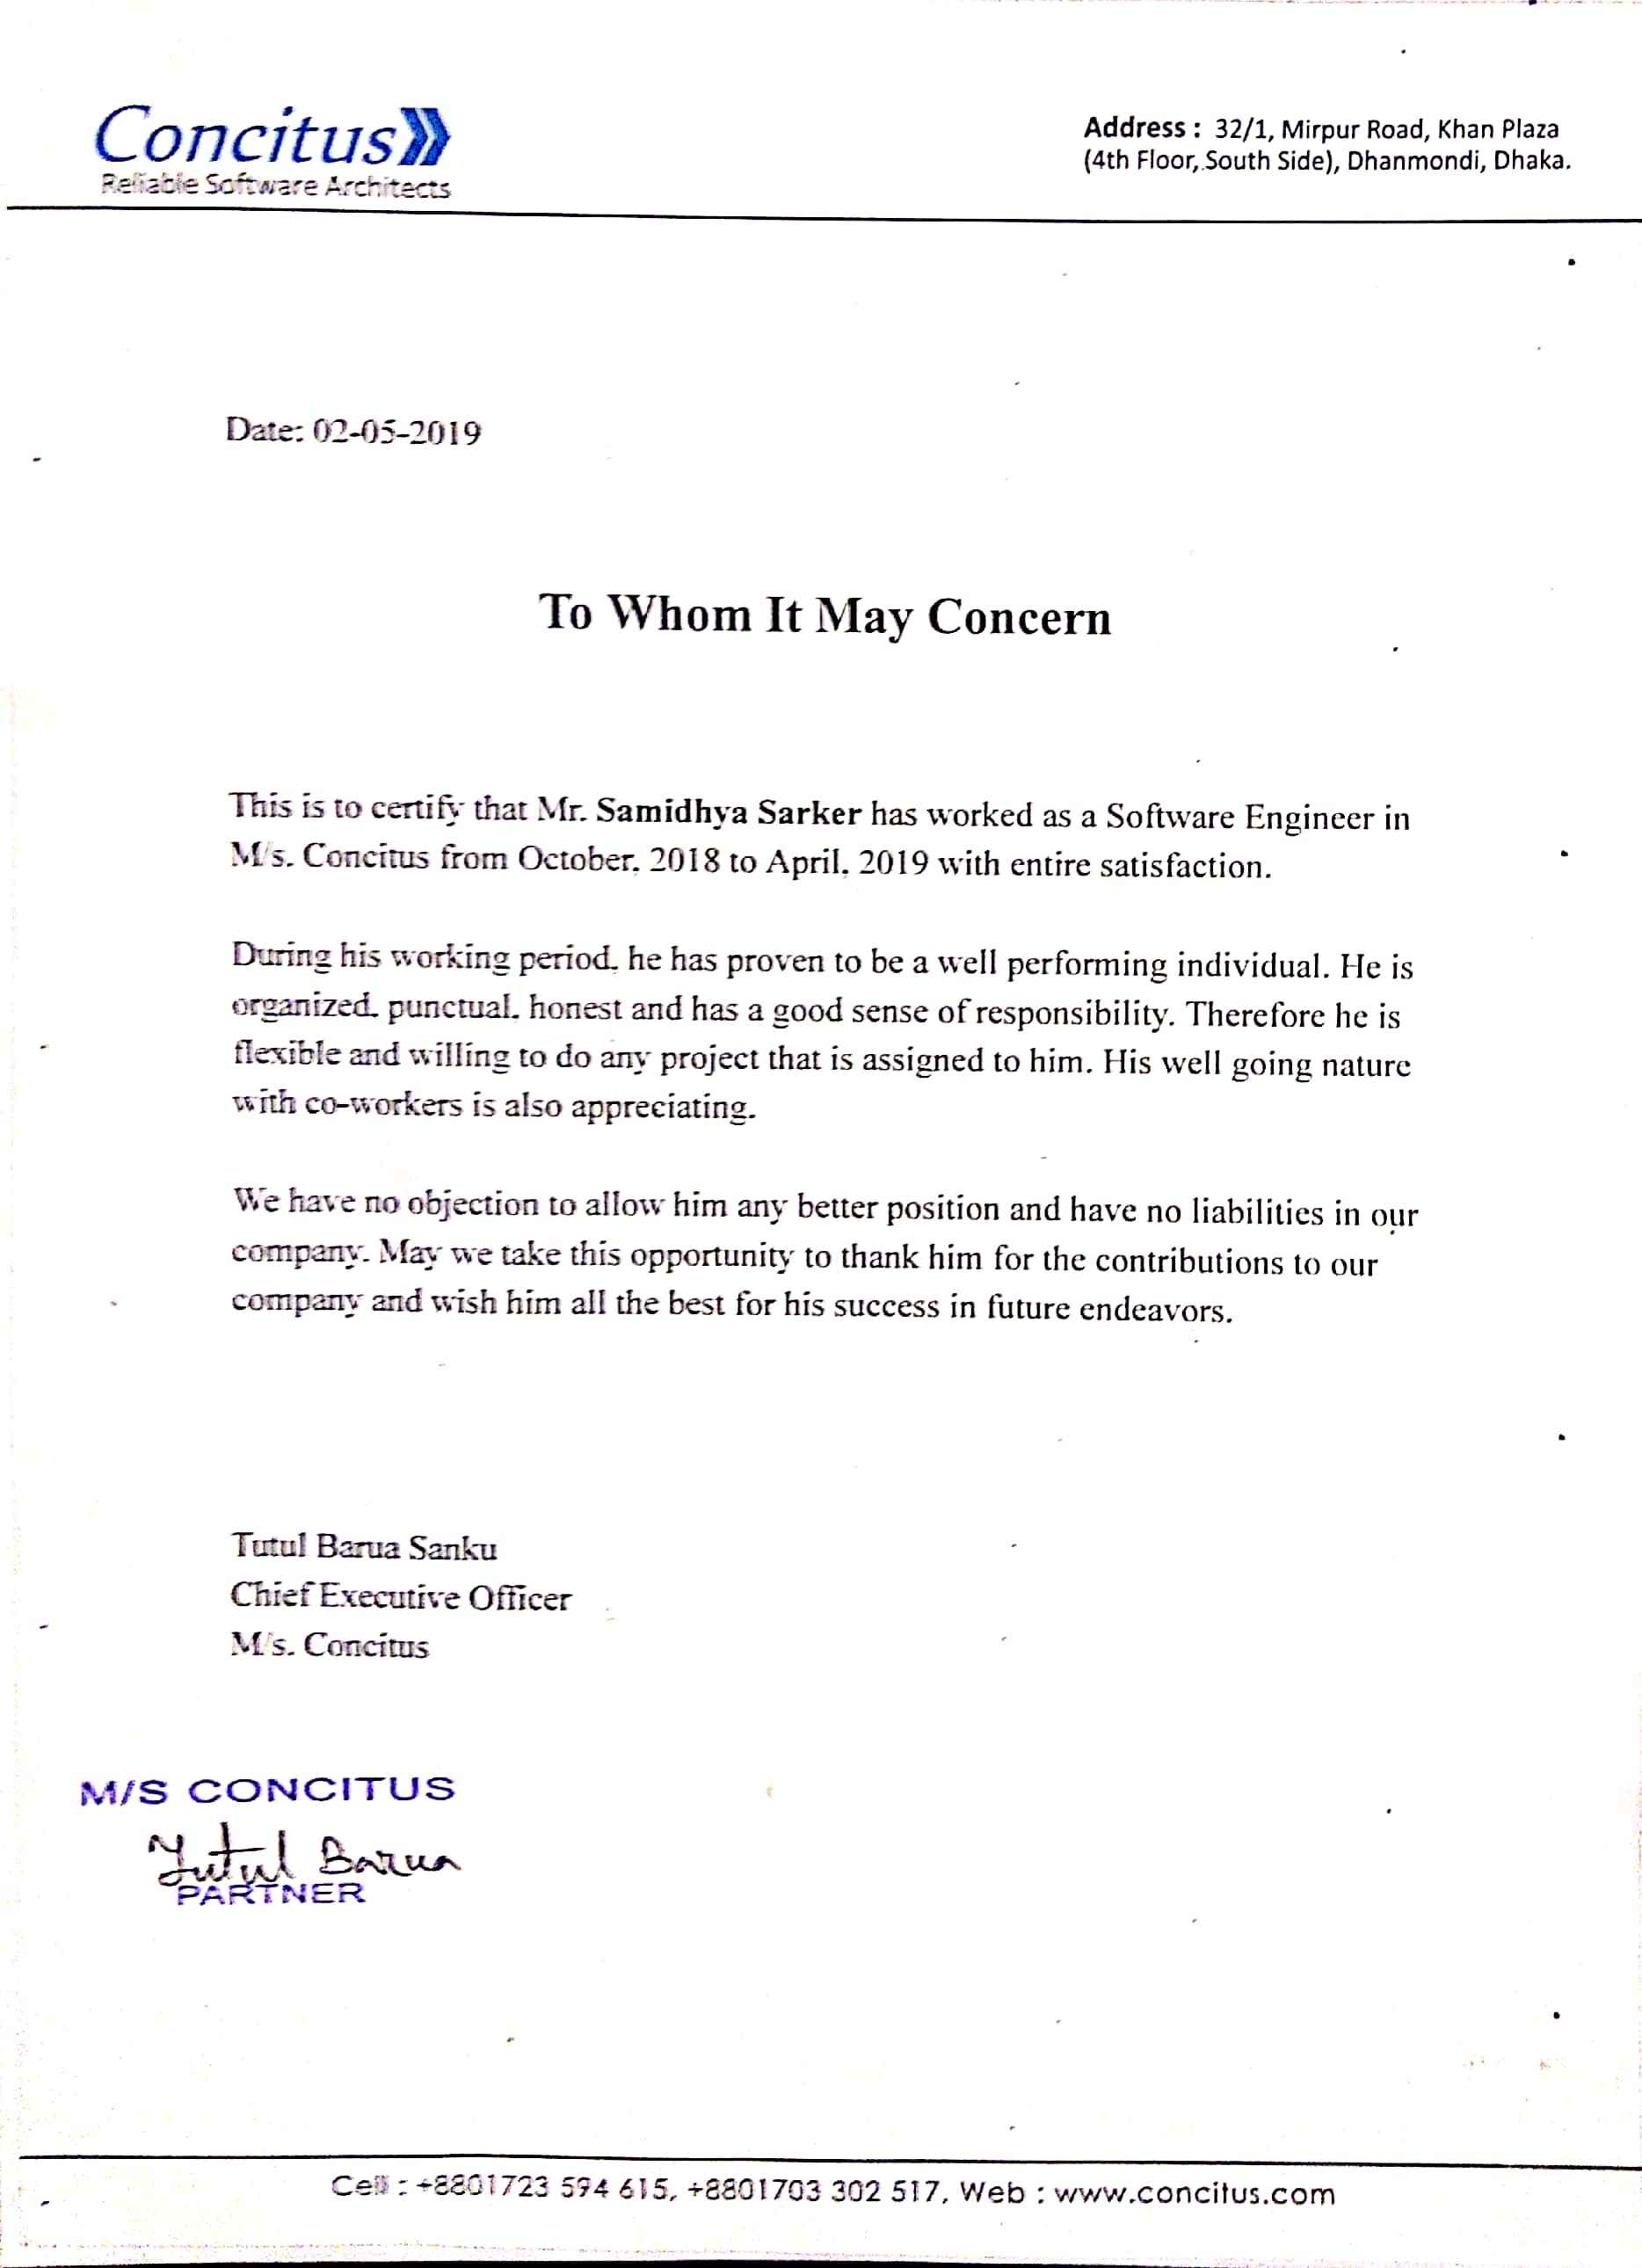 Concitus
Reliable Software Architects
Address : 32/1, Mirpur Road, Khan Plaza
(4th Floor, South Side), Dhanmondi, Dhaka.
Date: 02-05-2019
To Whom It May Concern
This is to certify that Mr. Samidhya Sarker has worked as a Software Engineer in
M/s. Concitus from October, 2018 to April, 2019 with entire satisfaction.
During his working period, he has proven to be a well performing individual. He is
organized, punctual, honest and has a good sense of responsibility. Therefore he is
flexible and willing to do any project that is assigned to him. His well going nature
with co-workers is also appreciating.
We have no objection to allow him any better position and have no liabilities in our
company. May we take this opportunity to thank him for the contributions to our
company and wish him all the best for his success in future endeavors.
Tutul Barua Sanku
Chief Executive Officer
M/s. Concitus
M/S CONCITUS
Tutul Barua
PARTNER
Cell : +8801723 594 615, +8801703 302 517, Web : www.concitus.com